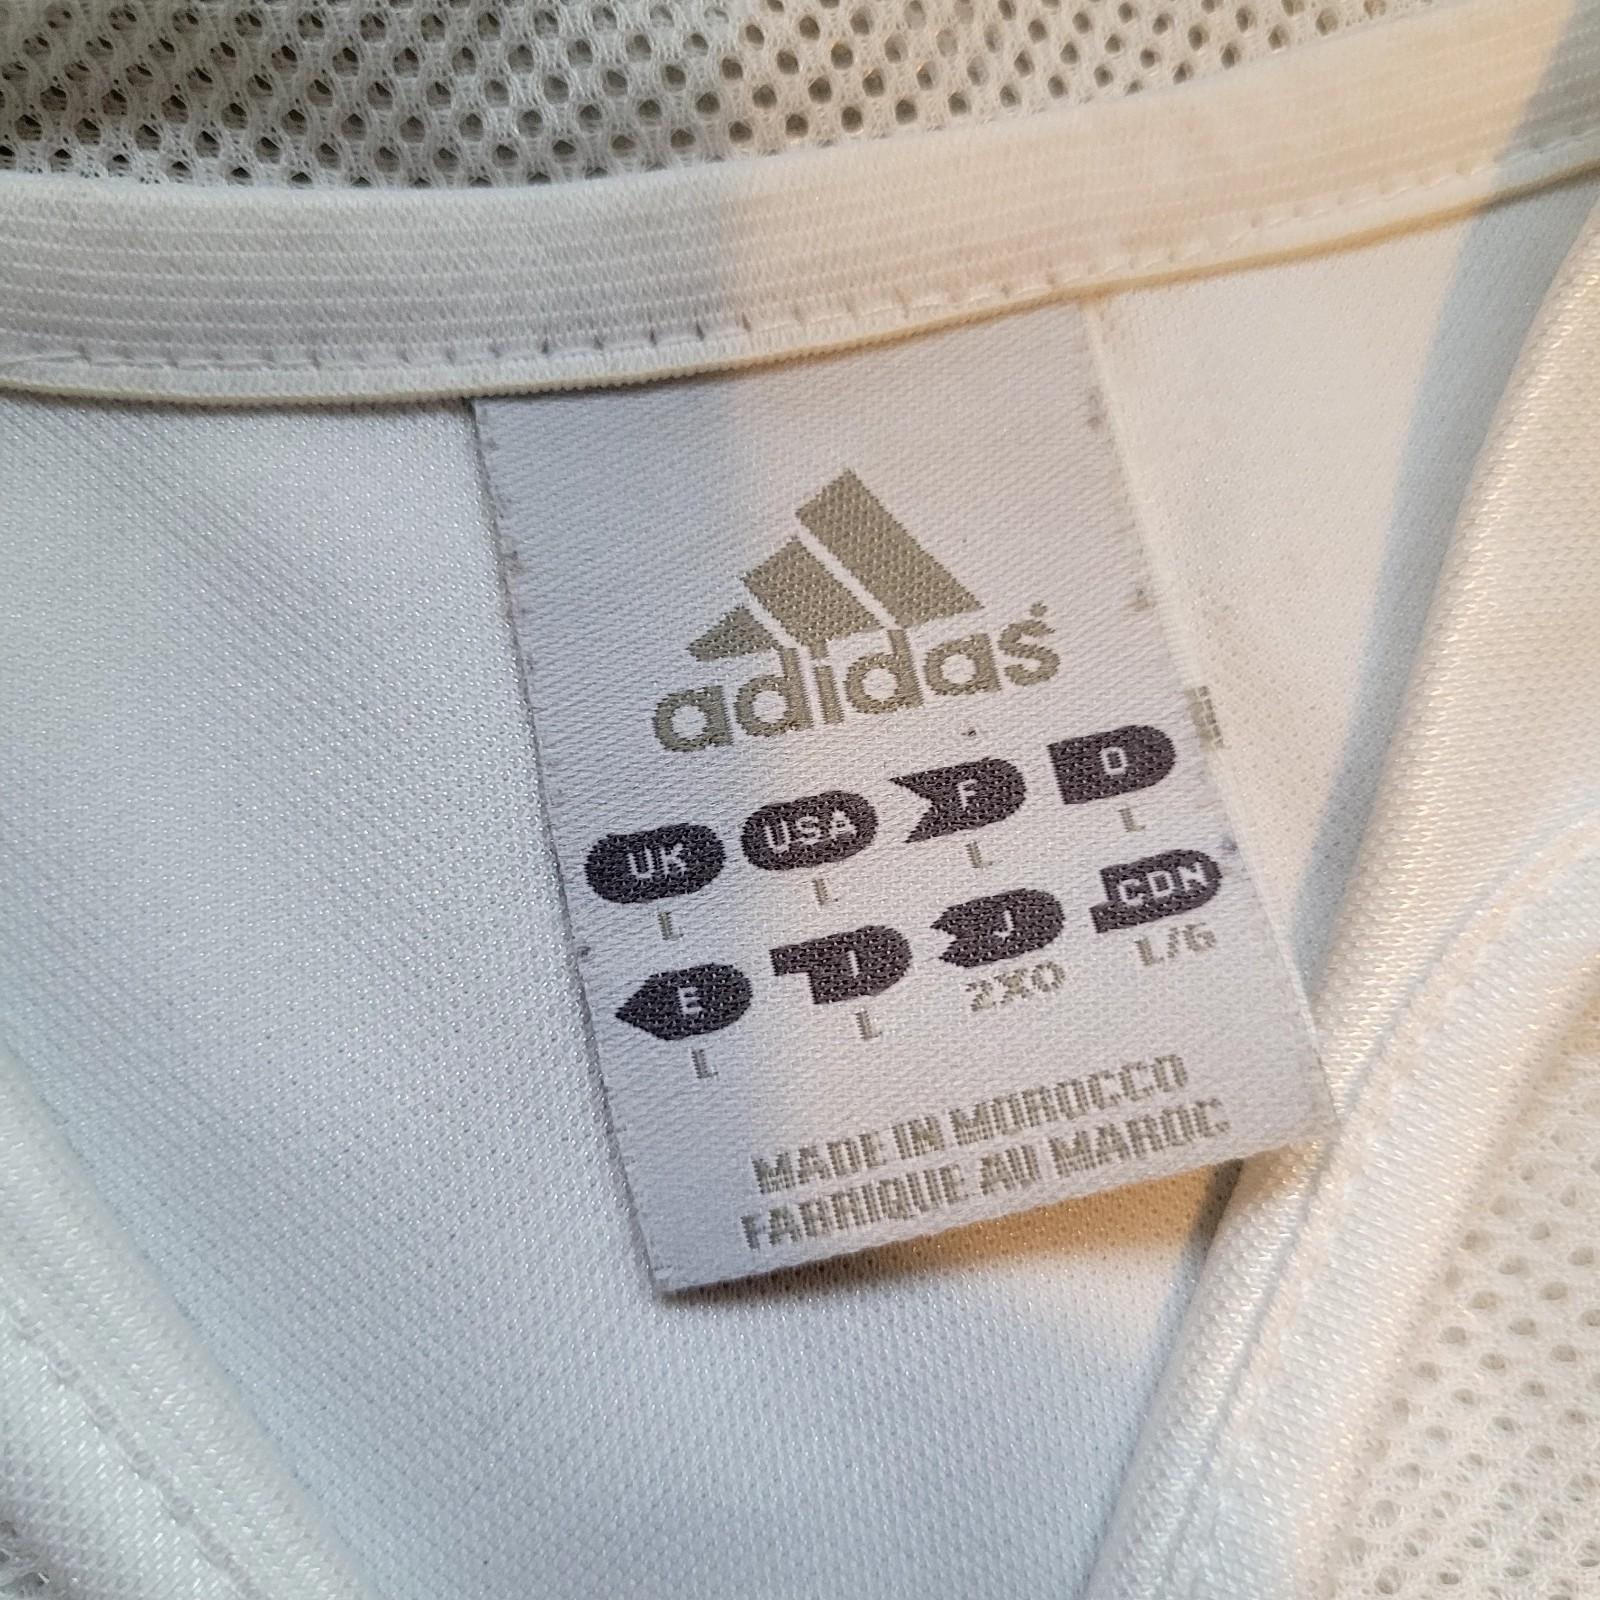 adidas
UK USA F D
L L L L
E I J CDN
L L 2XO L/G
MADE IN MOROCCO
FABRIQUE AU MAROC